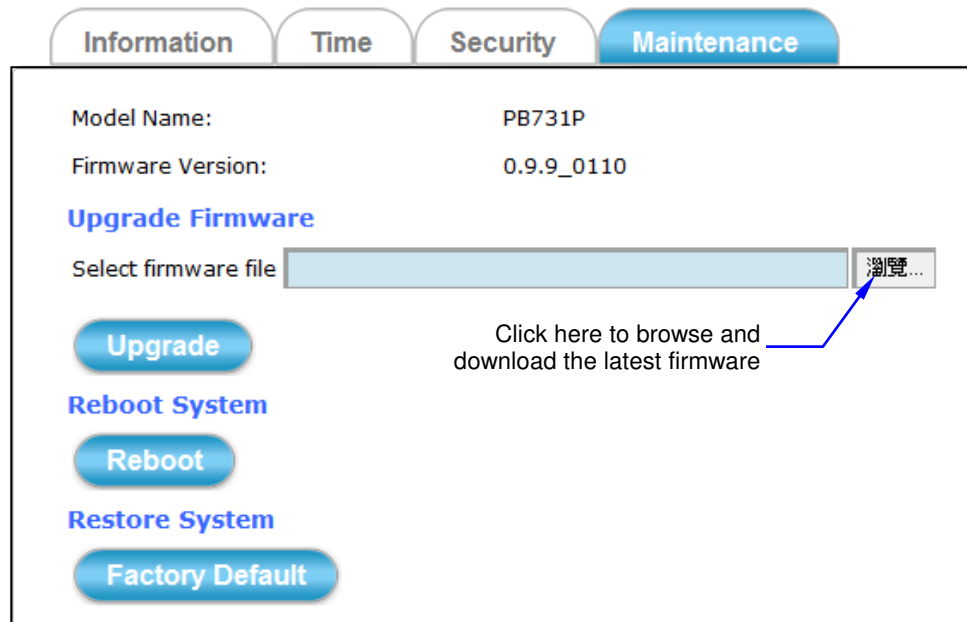 Information Time Security Maintenance
Model Name: PB731P
Firmware Version: 0.9.9_0110
Upgrade Firmware
Select firmware file 瀏覽...
Click here to browse and
download the latest firmware
Upgrade
Reboot System
Reboot
Restore System
Factory Default